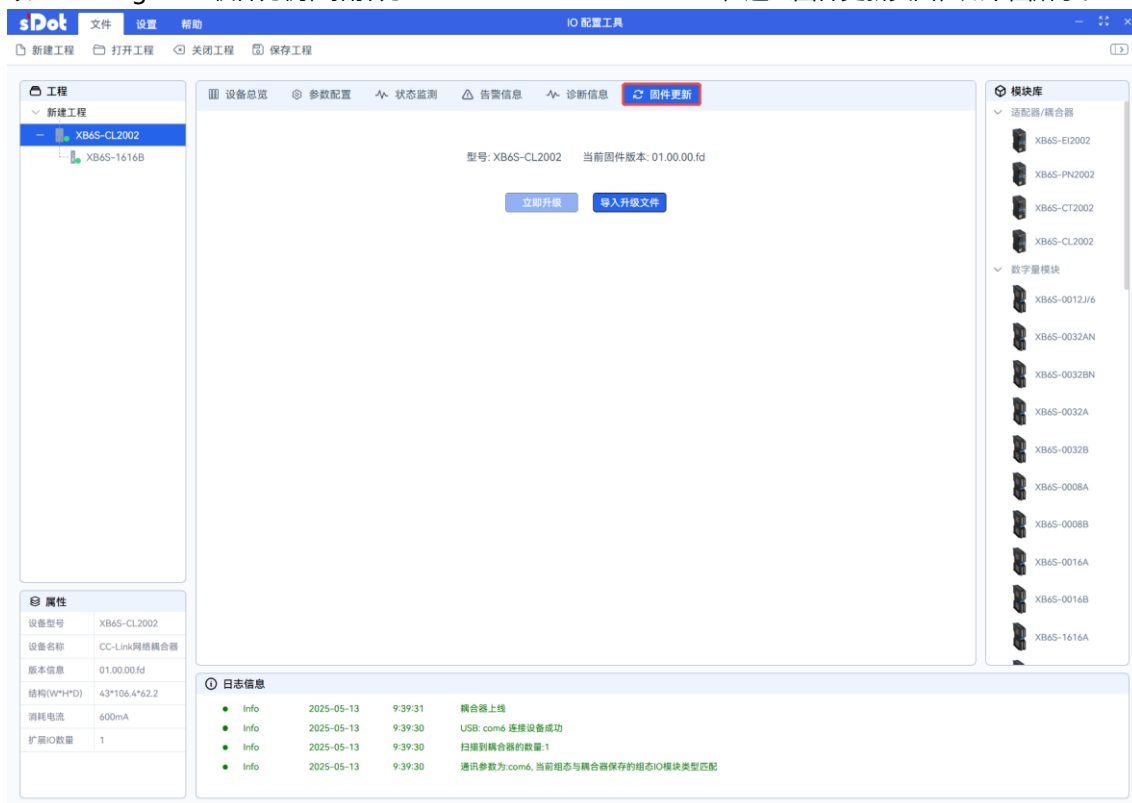 sDot 文件 设置 帮助 IO 配置工具
新建工程 打开工程 关闭工程 保存工程
工程
新建工程
XB6S-CL2002
XB6S-1616B
设备总览 参数配置 状态监测 告警信息 诊断信息 固件更新
型号: XB6S-CL2002 当前固件版本: 01.00.00.fd
立即升级 导入升级文件
模块库
适配器/耦合器
XB6S-EI2002
XB6S-PN2002
XB6S-CT2002
XB6S-CL2002
数字量模块
XB6S-0012J/6
XB6S-0032AN
XB6S-0032BN
XB6S-0032A
XB6S-0032B
XB6S-0008A
XB6S-0008B
XB6S-0016A
XB6S-0016B
XB6S-1616A
属性
设备型号 XB6S-CL2002
设备名称 CC-Link网络耦合器
版本信息 01.00.00.fd
结构(W*H*D) 43*106.4*62.2
消耗电流 600mA
扩展IO数量 1
日志信息
Info 2025-05-13 9:39:31 耦合器上线
Info 2025-05-13 9:39:30 USB: com6 连接设备成功
Info 2025-05-13 9:39:30 扫描到耦合器的数量:1
Info 2025-05-13 9:39:30 通讯参数为:com6, 当前组态与耦合器保存的组态IO模块类型匹配